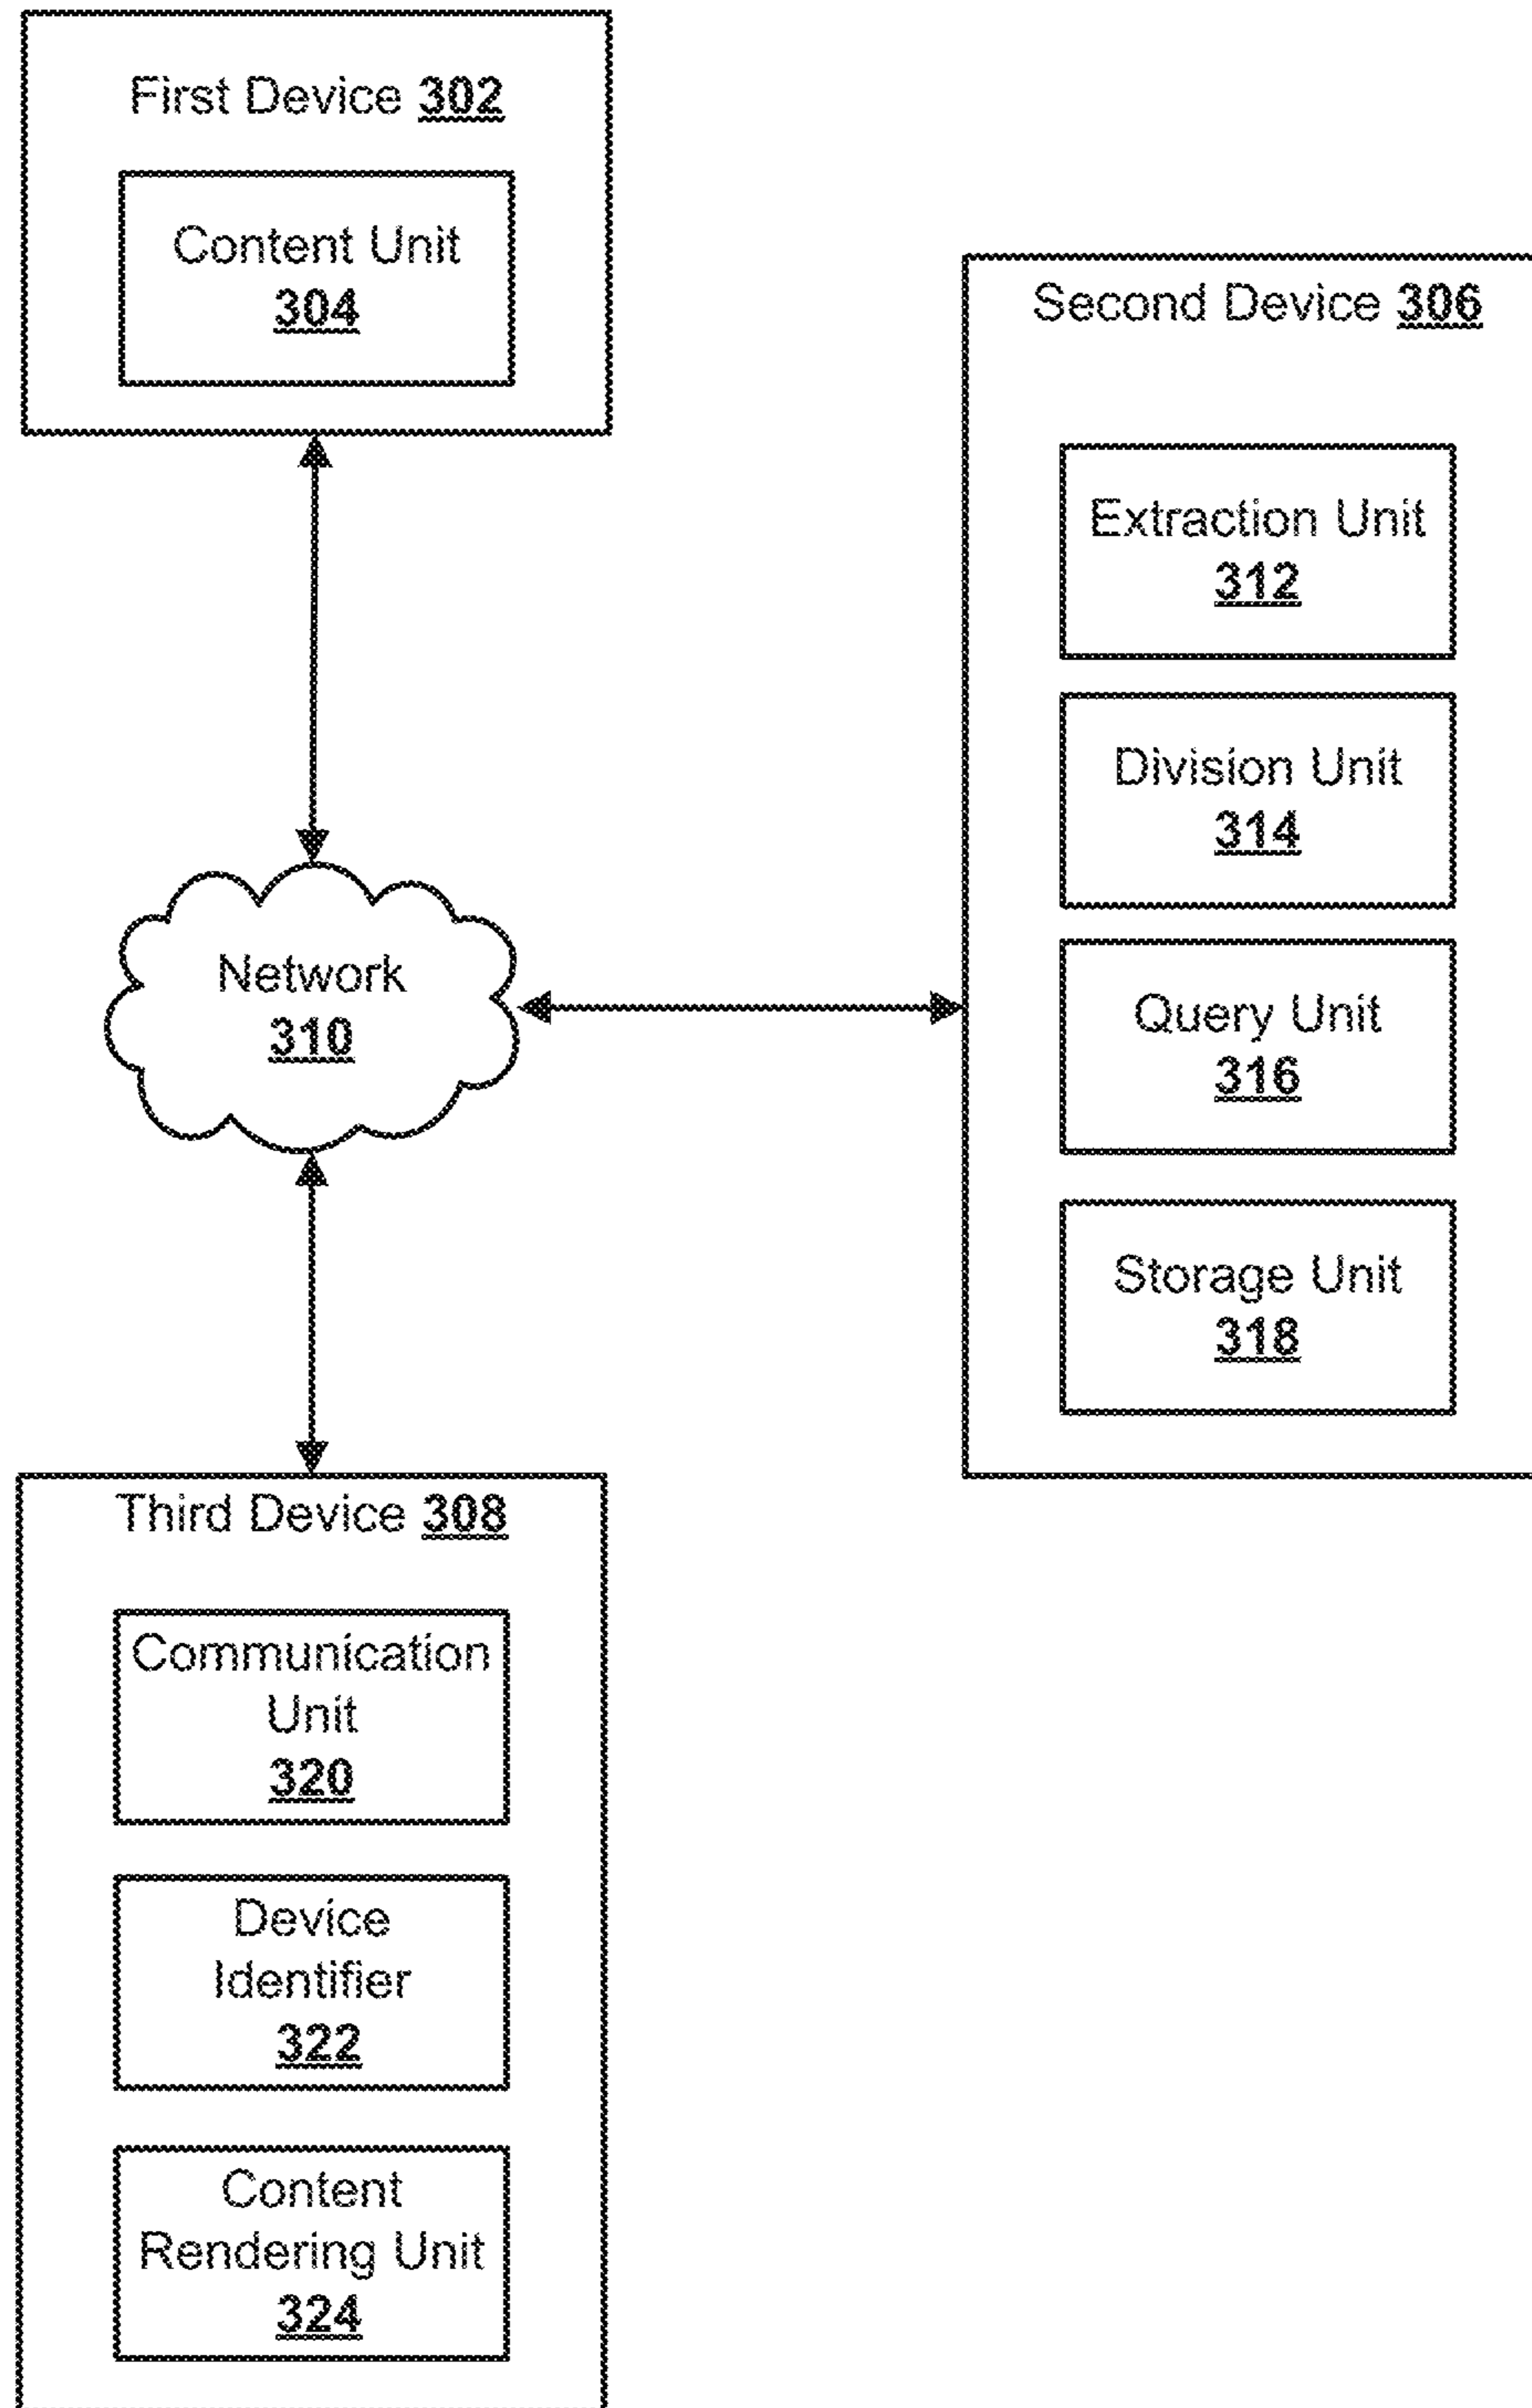 First Device 302
Content Unit
304
Second Device 306
Extraction Unit
312
Division Unit
314
Network
310
Query Unit
316
Storage Unit
318
Third Device 308
Communication
Unit
320
Device
Identifier
322
Content
Rendering Unit
324